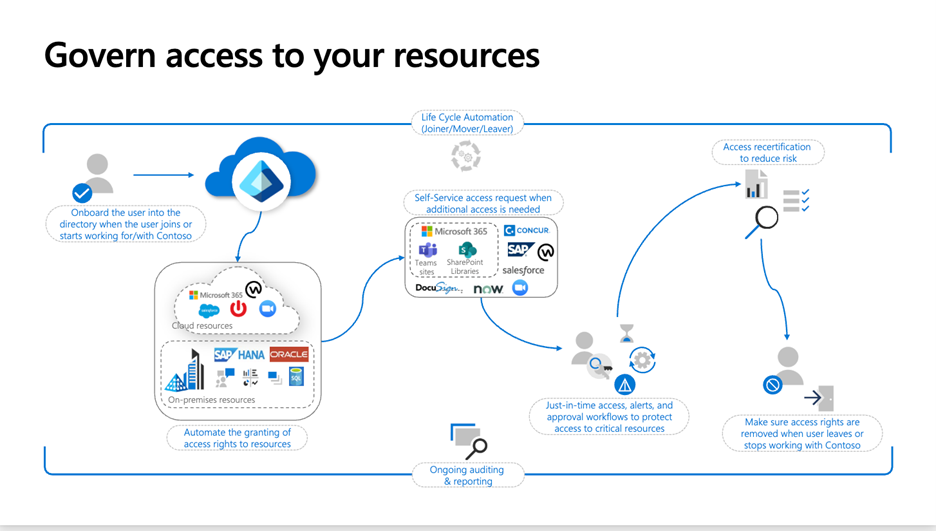 Govern access to your resources
Life Cycle Automation
(Joiner/Mover/Leaver)
Onboard the user into the
directory when the user joins or
starts working for/with Contoso
Microsoft 365
salesforce
Cloud resources
SAP HANA
ORACLE
SQL
On-premises resources
Automate the granting of
access rights to resources
Self-Service access request when
additional access is needed
Microsoft 365
Teams
sites
SharePoint
Libraries
CONCUR
SAP
salesforce
DocuSign
now
Just-in-time access, alerts, and
approval workflows to protect
access to critical resources
Access recertification
to reduce risk
Make sure access rights are
removed when user leaves or
stops working with Contoso
Ongoing auditing
& reporting